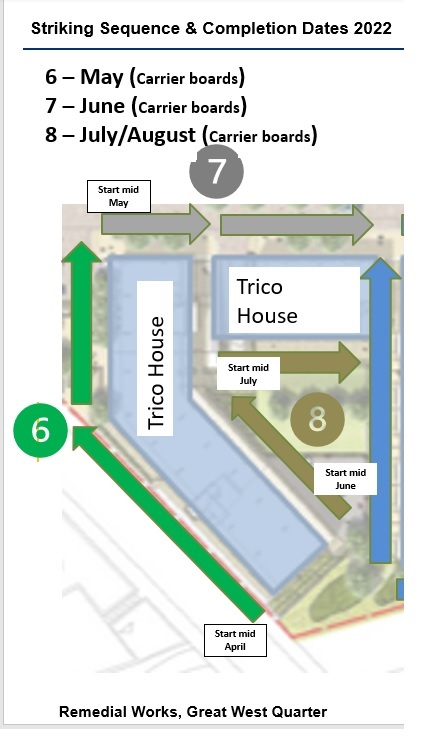 Striking Sequence & Completion Dates 2022
6 – May (Carrier boards)
7 – June (Carrier boards)
8 – July/August (Carrier boards)
7
Start mid
May
Trico
House
Trico House
Start mid
July
6
8
Start mid
June
Start mid
April
Remedial Works, Great West Quarter